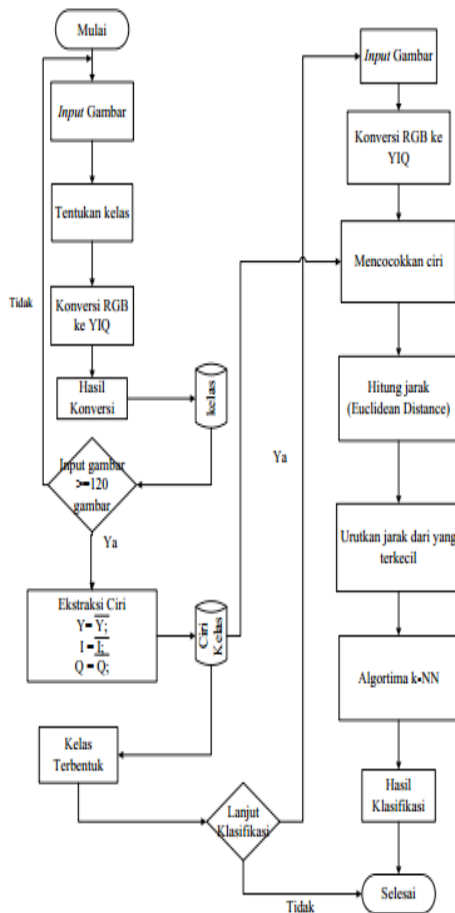 Mulai
Input Gambar
Tentukan kelas
Konversi RGB
ke YIQ
Tidak
Hasil
Konversi
kelas
Input gambar
>=120
gambar
Ya
Ekstraksi Ciri
Y= Y;
I = I;
Q = Q;
Ciri
Kelas
Kelas
Terbentuk
Lanjut
Klasifikasi
Ya
Tidak
Input Gambar
Konversi RGB ke
YIQ
Mencocokkan ciri
Hitung jarak
(Euclidean Distance)
Urutkan jarak dari yang
terkecil
Algortima k-NN
Hasil
Klasifikasi
Selesai